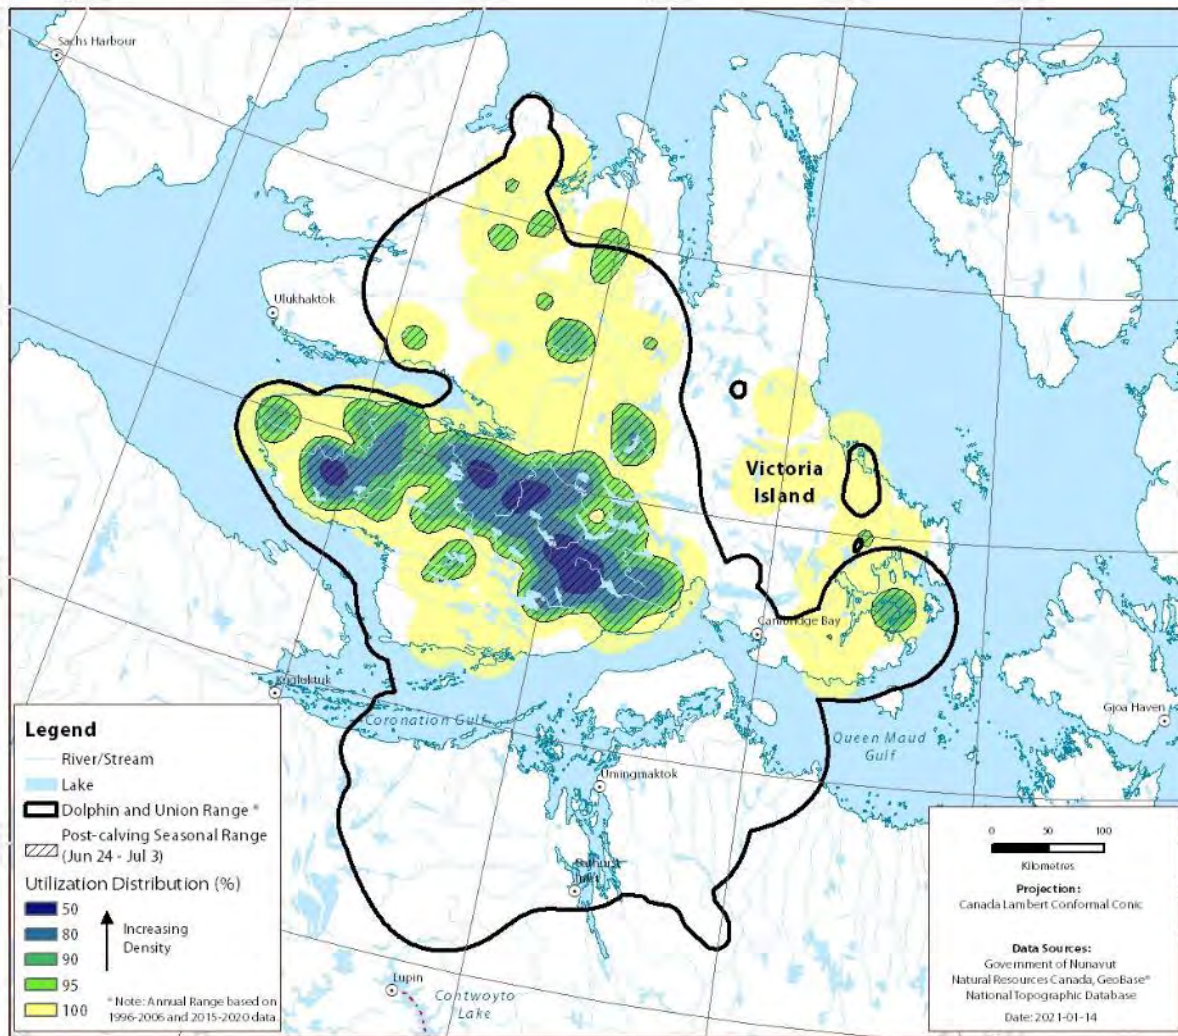 Sachs Harbour
Ulukhaktok
Victoria
Island
Cambridge Bay
Kugluktuk
Coronation Gulf
Queen Maud
Gulf
Gjoa Haven
Umingmaktok
Bathurst
Inlet
Lupin
Contwoyto
Lake
Legend
River/Stream
Lake
Dolphin and Union Range *
Post-calving Seasonal Range
(Jun 24 - Jul 3)
Utilization Distribution (%)
50
80
90
95
100
Increasing
Density
* Note: Annual Range based on
1996-2006 and 2015-2020 data.
0 50 100
Kilometres
Projection:
Canada Lambert Conformal Conic
Data Sources:
Government of Nunavut
Natural Resources Canada, GeoBase®
National Topographic Database
Date: 2021-01-14